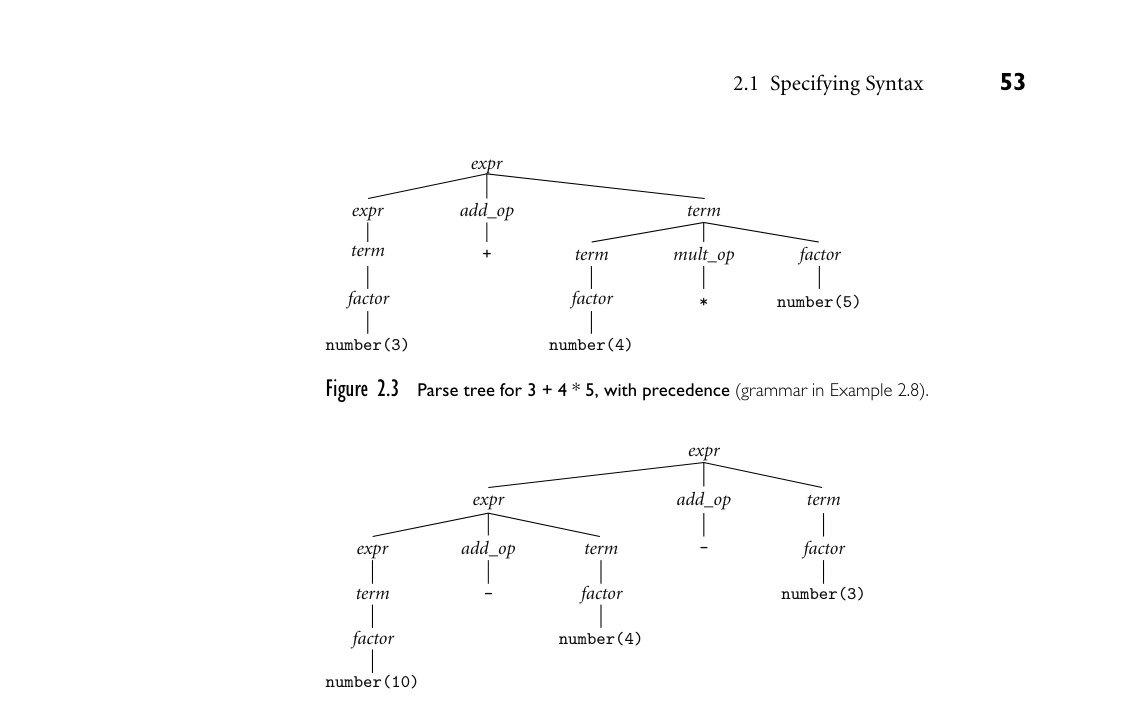 2.1 Specifying Syntax 53
expr
expr add_op term
term + term mult_op factor
factor factor * number(5)
number(3) number(4)
Figure 2.3 Parse tree for 3 + 4 * 5, with precedence (grammar in Example 2.8).
expr
expr add_op term
expr add_op term – factor
term – factor number(3)
factor number(4)
number(10)